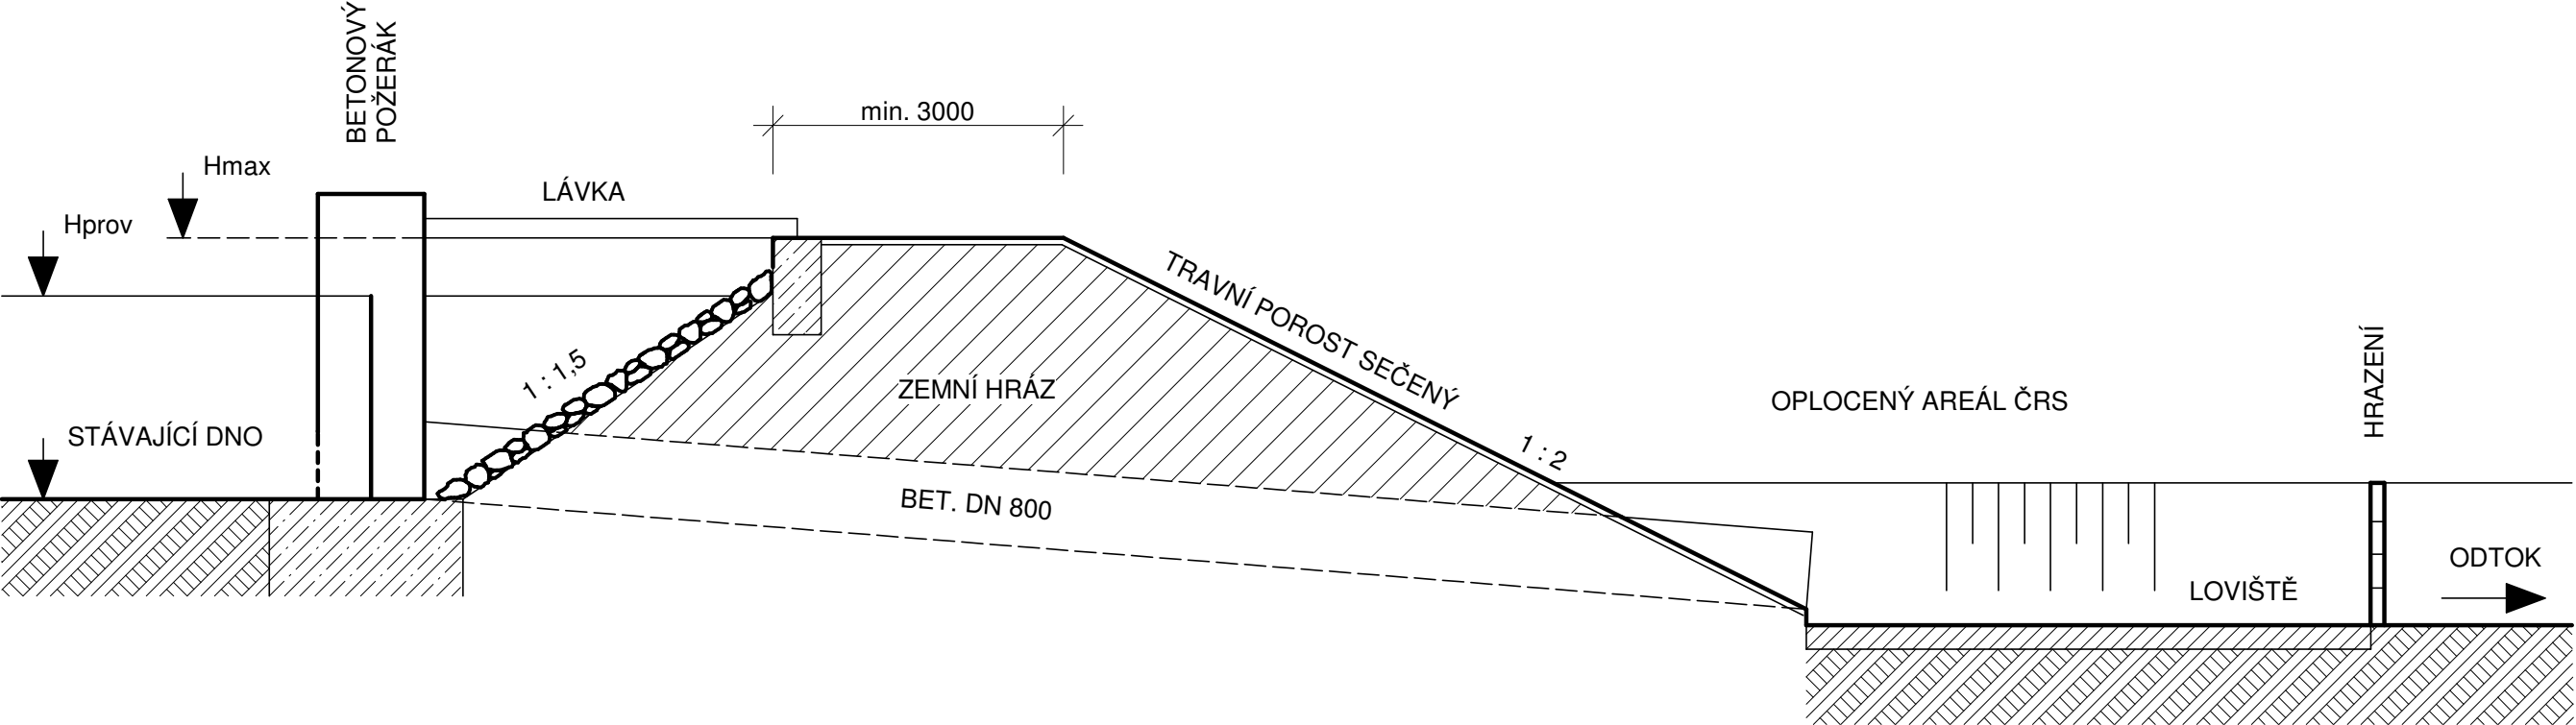 BETONOVÝ
POŽERÁK
min. 3000
Hmax
LÁVKA
Hprov
TRAVNÍ POROST SEČENÝ
1 : 1,5
ZEMNÍ HRÁZ
OPLOCENÝ AREÁL ČRS
HRAZENÍ
STÁVAJÍCÍ DNO
1 : 2
BET. DN 800
ODTOK
LOVIŠTĚ